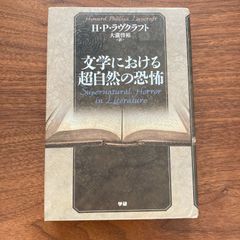 Howard Phillips Lovecraft
H・P・ラヴクラフト
大瀧啓裕
訳
文学における
超自然の恐怖
Supernatural Horror
in Literature
学研